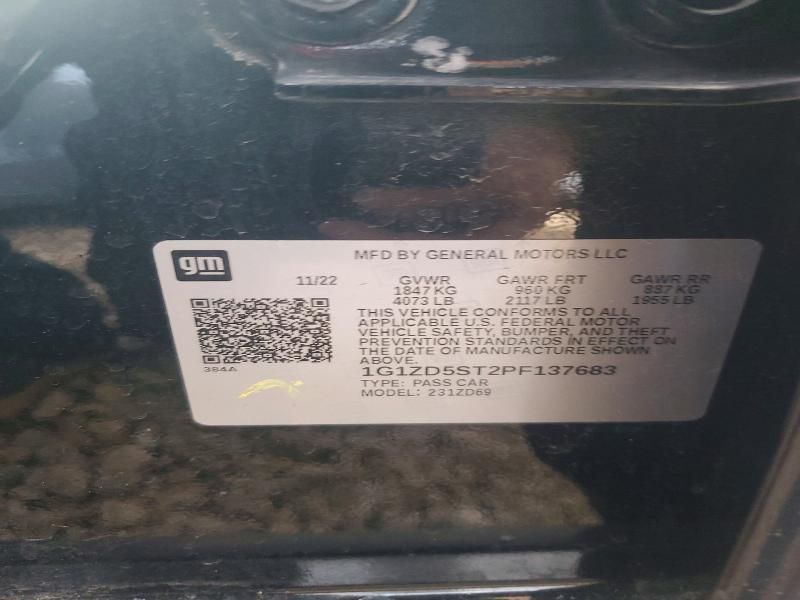 gm
MFD BY GENERAL MOTORS LLC
11/22 GVWR GAWR FRT GAWR RR
1847 KG 960 KG 887 KG
4073 LB 2117 LB 1955 LB
THIS VEHICLE CONFORMS TO ALL
APPLICABLE U.S. FEDERAL MOTOR
VEHICLE SAFETY, BUMPER, AND THEFT
PREVENTION STANDARDS IN EFFECT ON
THE DATE OF MANUFACTURE SHOWN
ABOVE.
384A
1G1ZD5ST2PF137683
TYPE: PASS CAR
MODEL: 231ZD69